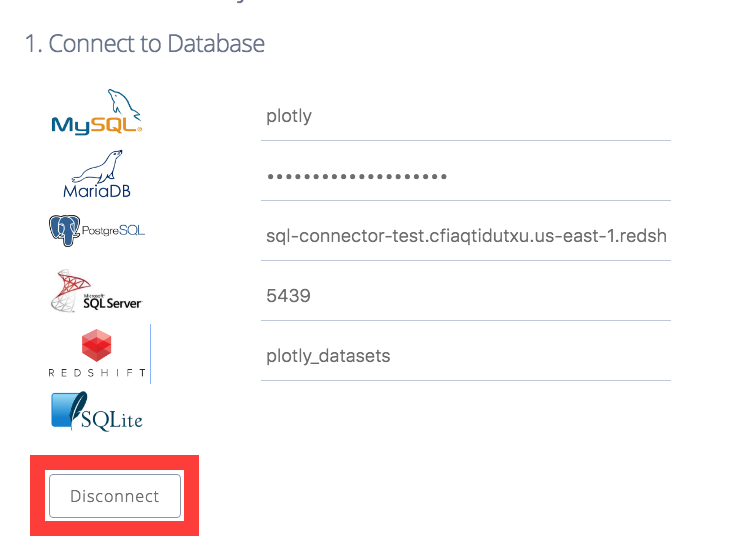 1. Connect to Database
MySQL
plotly
MariaDB
••••••••••••••••••••
PostgreSQL
sql-connector-test.cfiaqtidutxu.us-east-1.redsh
Microsoft
SQL Server
5439
REDSHIFT
plotly_datasets
SQLite
Disconnect